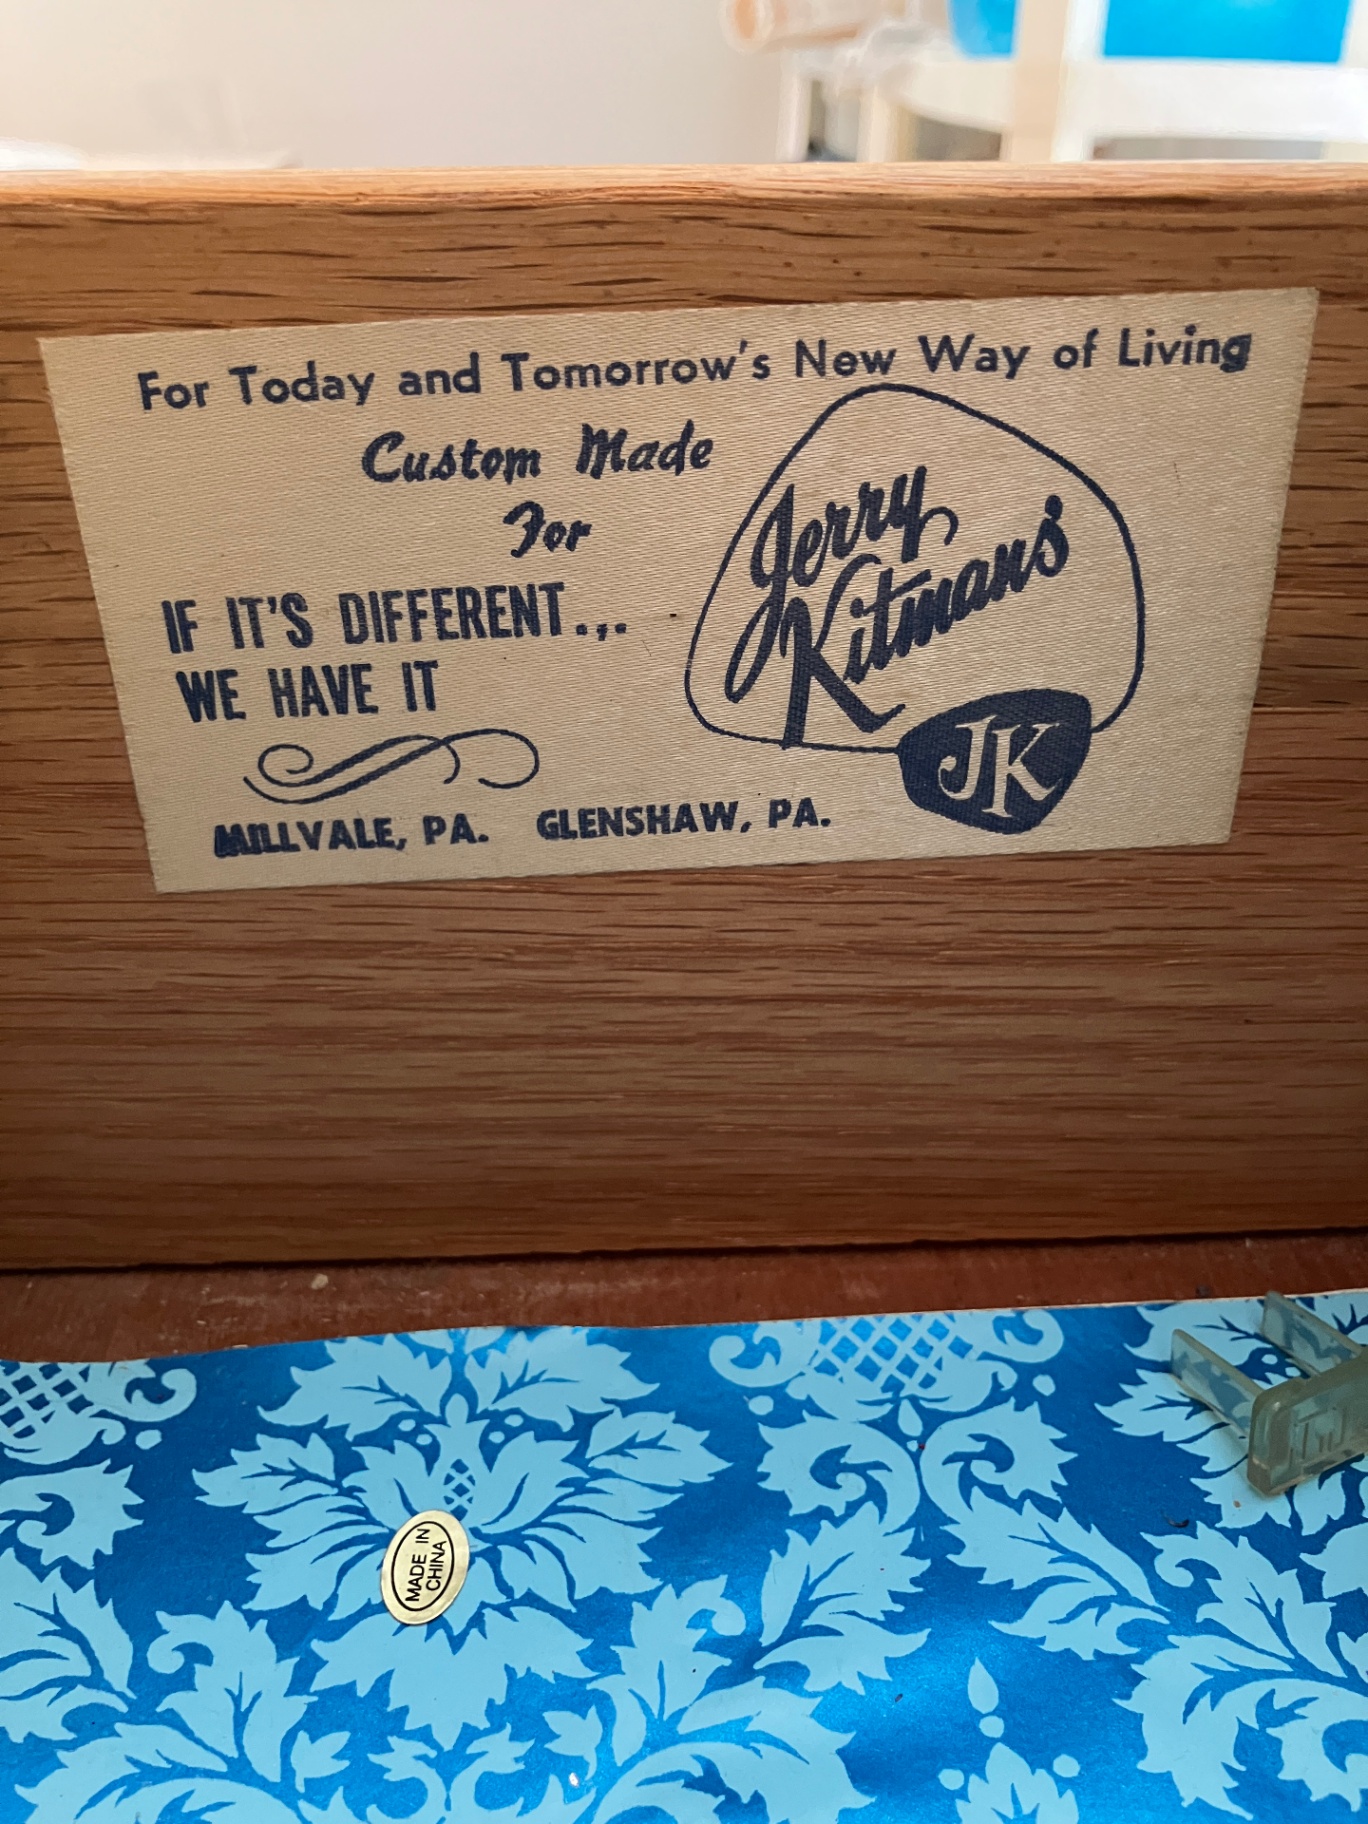 For Today and Tomorrow's New Way of Living
Custom Made
For
IF IT'S DIFFERENT...
WE HAVE IT
Jerry
Kitmans'
JK
MILLVALE, PA. GLENSHAW, PA.
MADE IN
CHINA